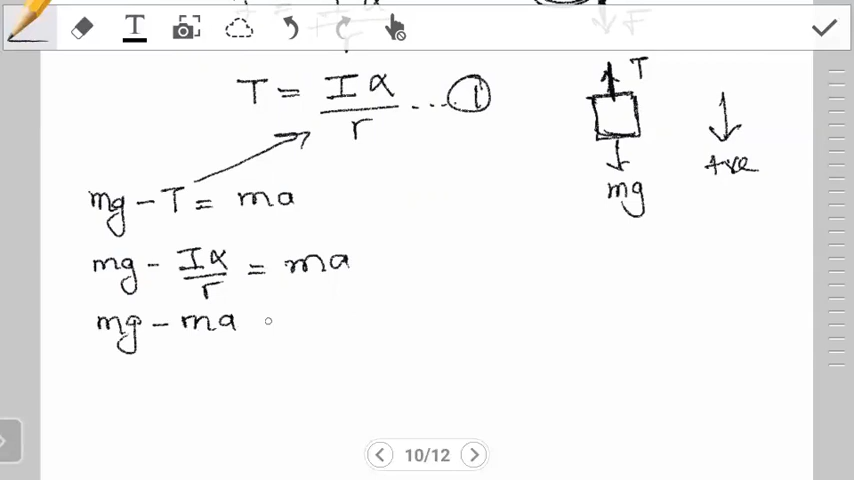 T
T = Iα/r ... ①
T
mg
+ve
mg - T = ma
mg - Iα/r = ma
mg - ma
10/12